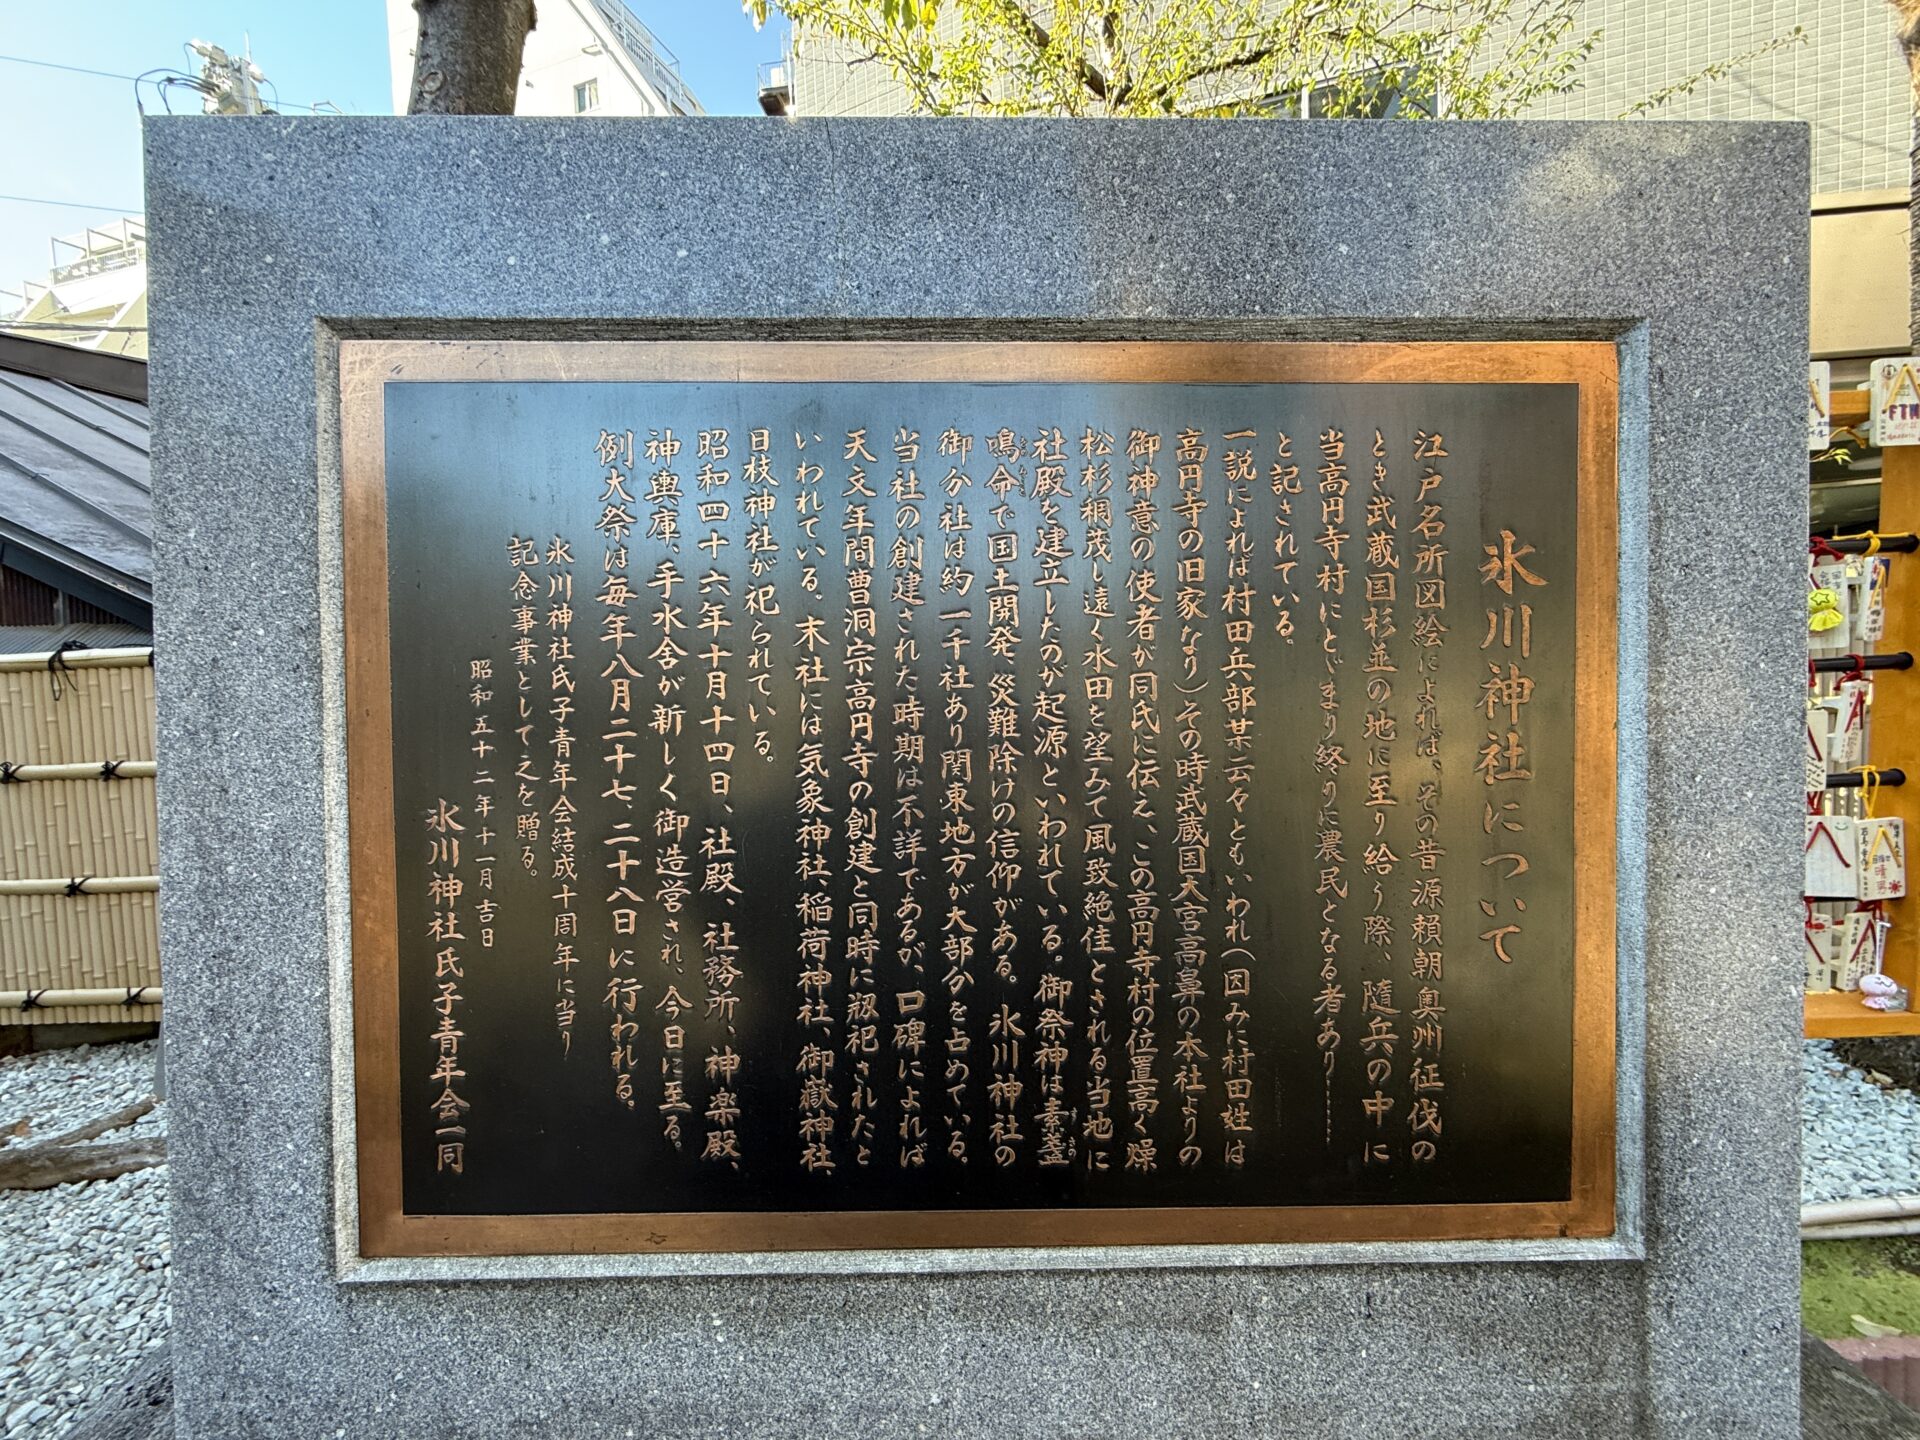 氷川神社について
江戸名所図絵によれば、その昔源頼朝奥州征伐の
とき武蔵国杉並の地に至り給う際、随兵の中に
当高円寺村にとゞまり終りに農民となる者あり……
と記されている。
一説によれば村田兵部某云々ともいわれ(因みに村田姓は
高円寺の旧家なり)その時武蔵国大宮高鼻の本社よりの
御神意の使者が同氏に伝え、この高円寺村の位置高く燥
松杉稠茂し遠く水田を望みて風致絶佳とされる当地に
社殿を建立したのが起源といわれている。御祭神は素盞
鳴命で国土開発、災難除けの信仰がある。氷川神社の
御分社は約一千社あり関東地方が大部分を占めている。
当社の創建された時期は不詳であるが、口碑によれば
天文年間曹洞宗高円寺の創建と同時に祭祀されたと
いわれている。末社には気象神社、稲荷神社、御嶽神社、
日枝神社が祀られている。
昭和四十六年十月十四日、社殿、社務所、神楽殿、
神輿庫、手水舎が新しく御造営され、今日に至る。
例大祭は毎年八月二十七、二十八日に行われる。
氷川神社氏子青年会結成十周年に当り
記念事業として之を贈る。
昭和五十二年十一月吉日
氷川神社氏子青年会一同